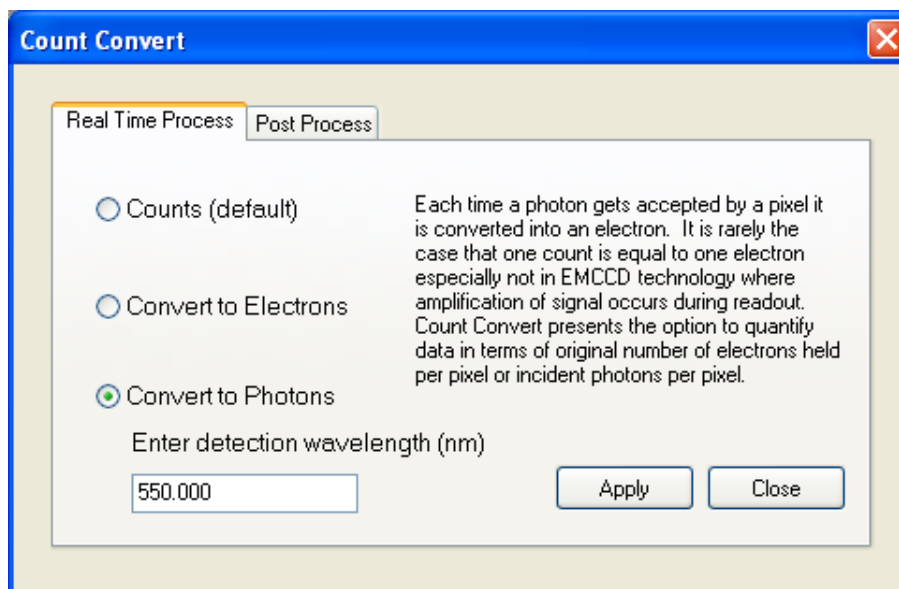 Count Convert
Real Time Process
Post Process
Counts (default)
Convert to Electrons
Convert to Photons
Enter detection wavelength (nm)
550.000
Each time a photon gets accepted by a pixel it
is converted into an electron. It is rarely the
case that one count is equal to one electron
especially not in EMCCD technology where
amplification of signal occurs during readout.
Count Convert presents the option to quantify
data in terms of original number of electrons held
per pixel or incident photons per pixel.
Apply
Close